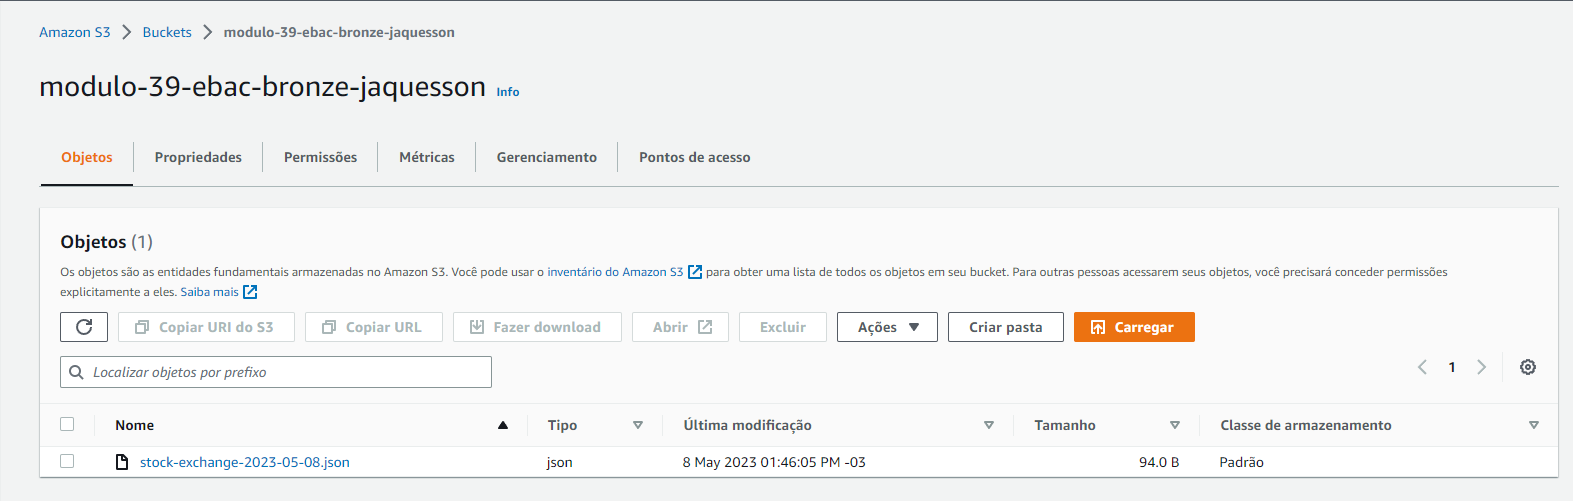 Amazon S3 > Buckets > modulo-39-ebac-bronze-jaquesson
modulo-39-ebac-bronze-jaquesson Info
Objetos Propriedades Permissões Métricas Gerenciamento Pontos de acesso
Objetos (1)
Os objetos são as entidades fundamentais armazenadas no Amazon S3. Você pode usar o inventário do Amazon S3 para obter uma lista de todos os objetos em seu bucket. Para outras pessoas acessarem seus objetos, você precisará conceder permissões
explicitamente a eles. Saiba mais
Copiar URI do S3 Copiar URL Fazer download Abrir Excluir Ações Criar pasta Carregar
Localizar objetos por prefixo 1
Nome Tipo Última modificação Tamanho Classe de armazenamento
stock-exchange-2023-05-08.json json 8 May 2023 01:46:05 PM -03 94.0 B Padrão